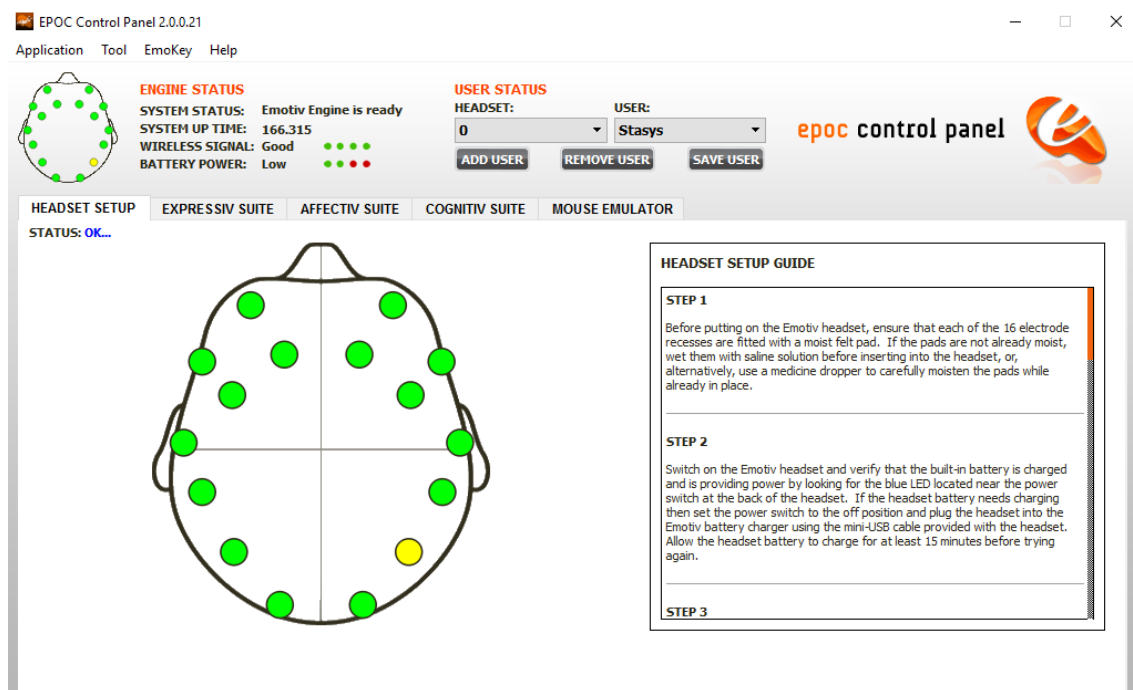 EPOC Control Panel 2.0.0.21
Application Tool EmoKey Help
ENGINE STATUS
SYSTEM STATUS: Emotiv Engine is ready
SYSTEM UP TIME: 166.315
WIRELESS SIGNAL: Good
BATTERY POWER: Low
USER STATUS
HEADSET: USER:
0 Stasys
ADD USER REMOVE USER SAVE USER
epoc control panel
HEADSET SETUP EXPRESSIV SUITE AFFECTIV SUITE COGNITIV SUITE MOUSE EMULATOR
STATUS: OK...
HEADSET SETUP GUIDE
STEP 1
Before putting on the Emotiv headset, ensure that each of the 16 electrode
recesses are fitted with a moist felt pad. If the pads are not already moist,
wet them with saline solution before inserting into the headset, or,
alternatively, use a medicine dropper to carefully moisten the pads while
already in place.
STEP 2
Switch on the Emotiv headset and verify that the built-in battery is charged
and is providing power by looking for the blue LED located near the power
switch at the back of the headset. If the headset battery needs charging
then set the power switch to the off position and plug the headset into the
Emotiv battery charger using the mini-USB cable provided with the headset.
Allow the headset battery to charge for at least 15 minutes before trying
again.
STEP 3